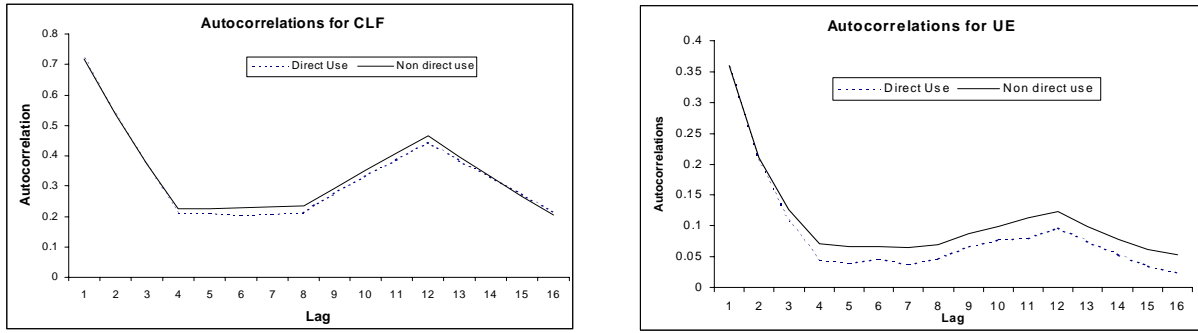 Autocorrelations for CLF
0.8
0.7
0.6
0.5
0.4
0.3
0.2
0.1
0
Autocorrelation
Direct Use
Non direct use
1 2 3 4 5 6 7 8 9 10 11 12 13 14 15 16
Lag
Autocorrelations for UE
0.4
0.35
0.3
0.25
0.2
0.15
0.1
0.05
0
Autocorrelations
Direct Use
Non direct use
1 2 3 4 5 6 7 8 9 10 11 12 13 14 15 16
Lag